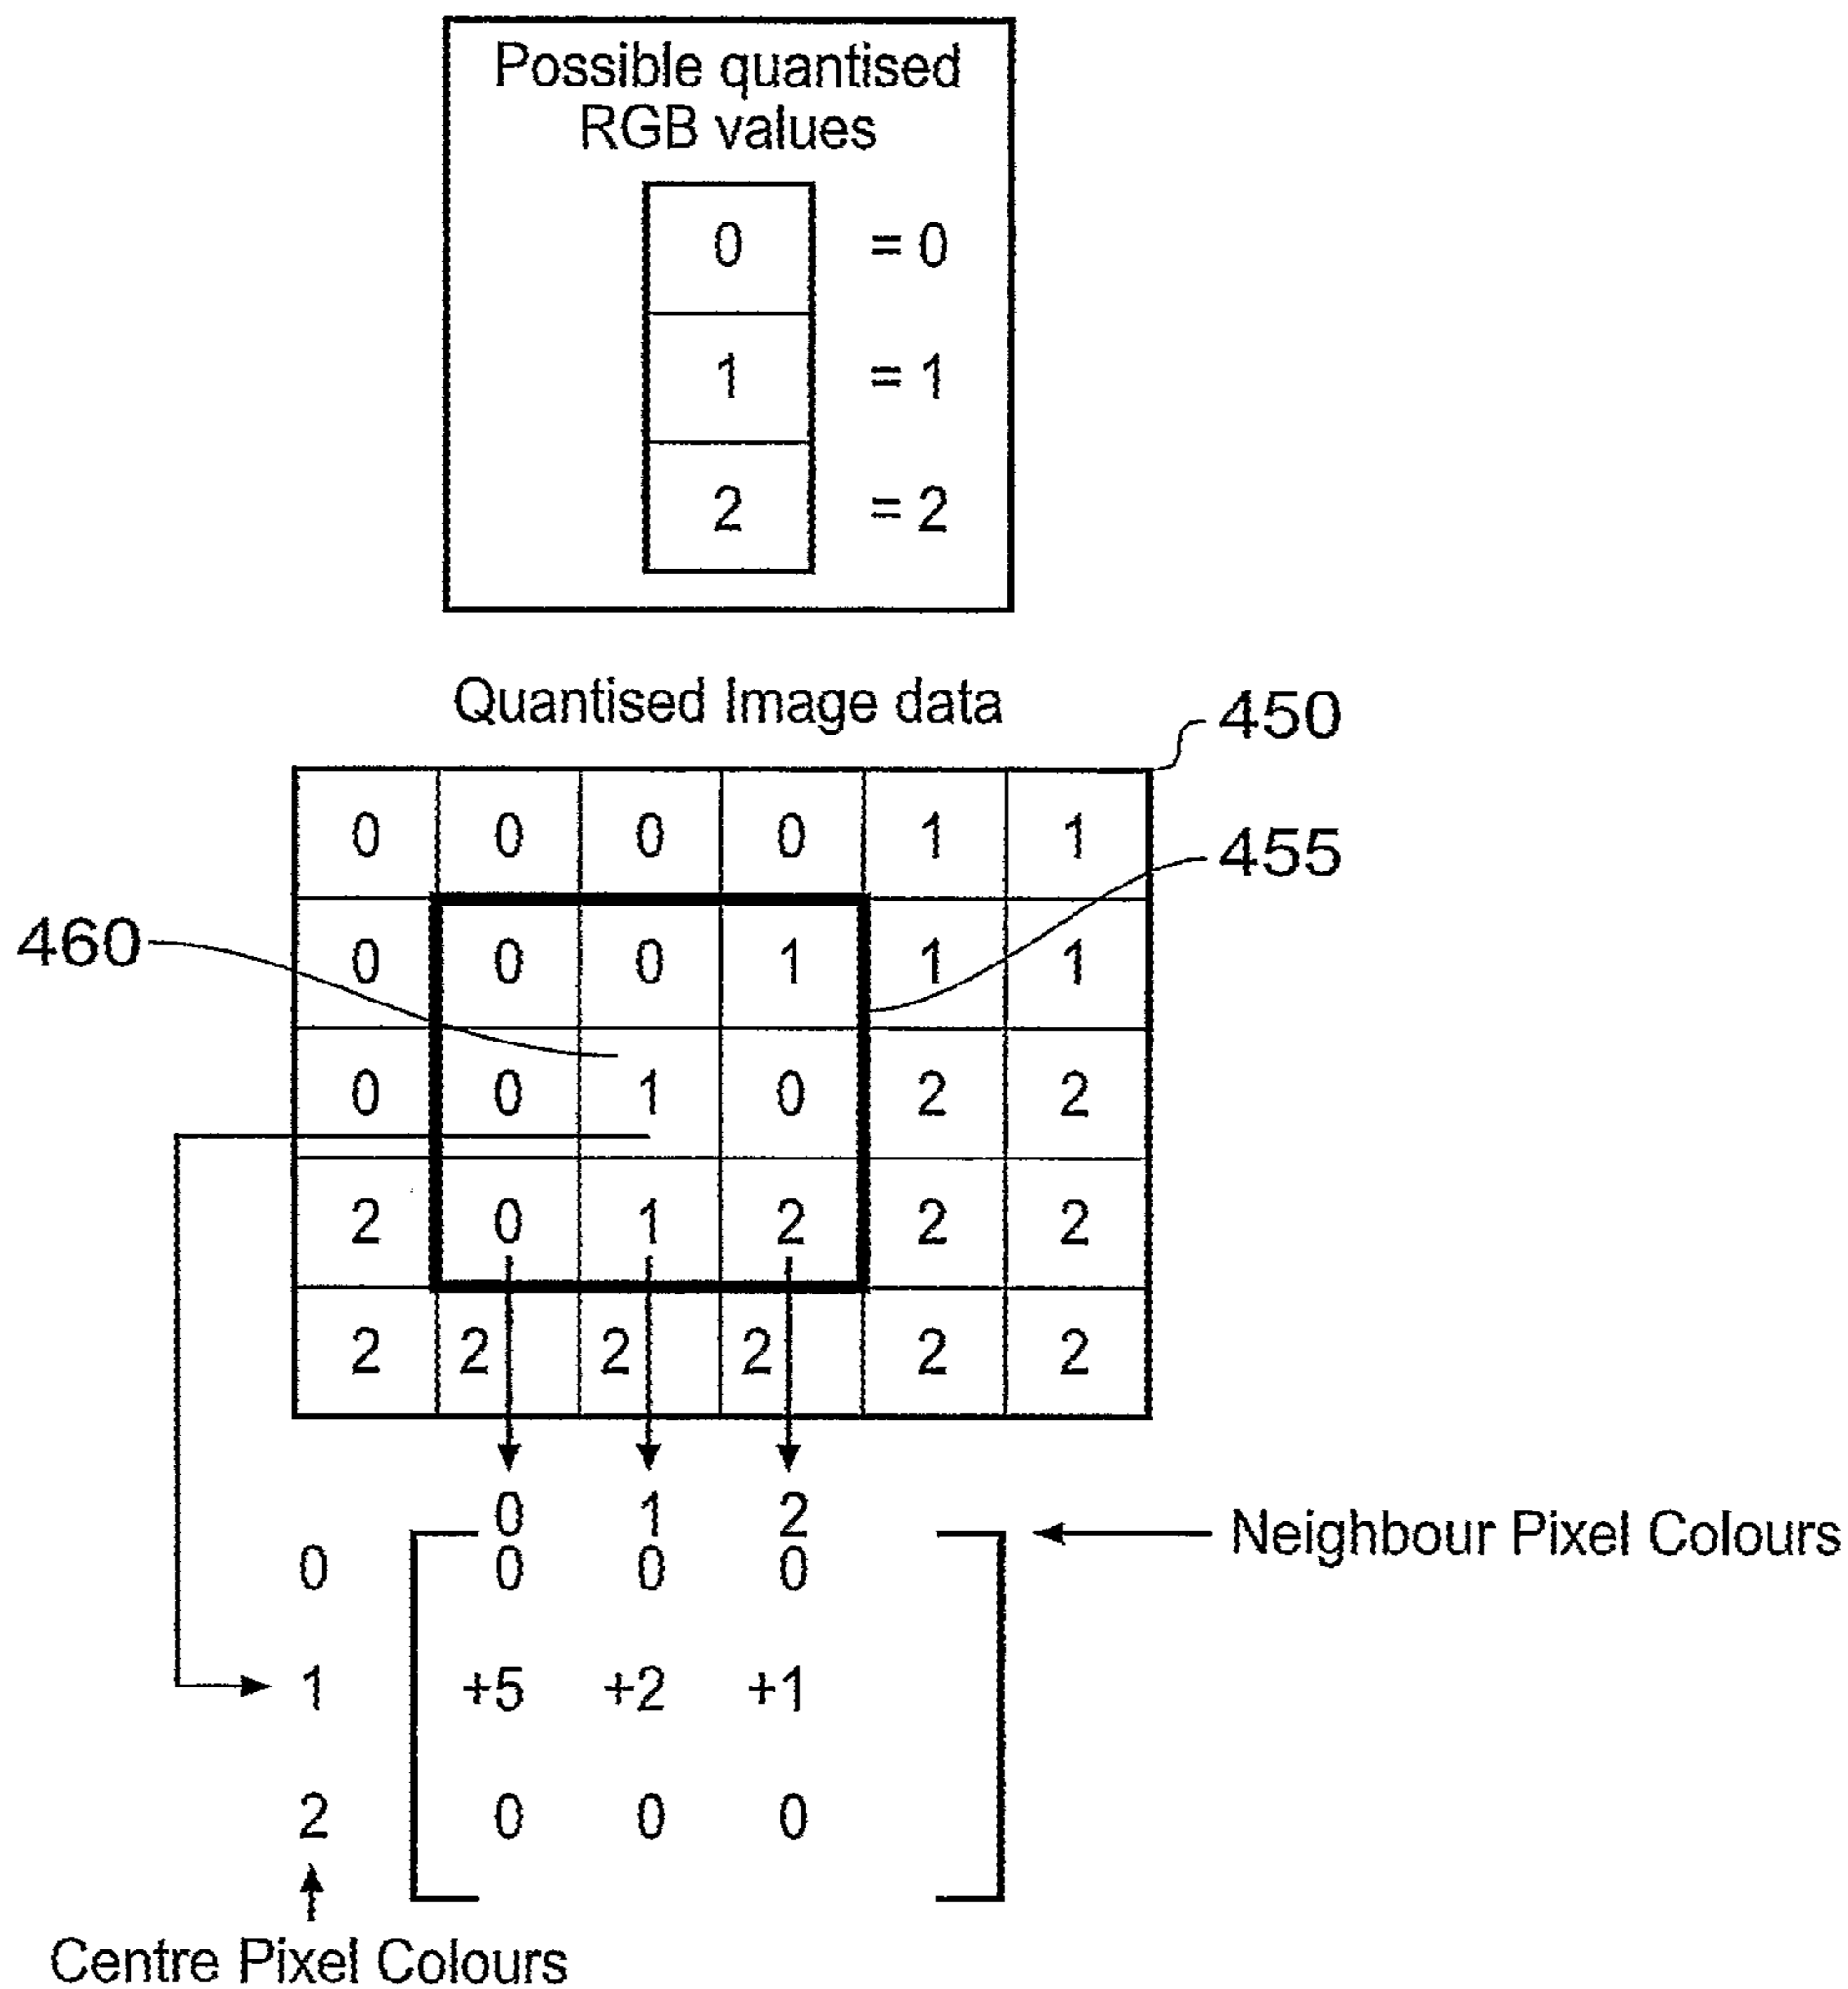 Possible quantised
RGB values
0 = 0
1 = 1
2 = 2
Quantised Image data
450
0 0 0 0 1 1
455
460
0 0 0 1 1 1
0 0 1 0 2 2
2 0 1 2 2 2
2 2 2 2 2 2
0 1 2
Neighbour Pixel Colours
0 0 0 0
1 +5 +2 +1
2 0 0 0
Centre Pixel Colours